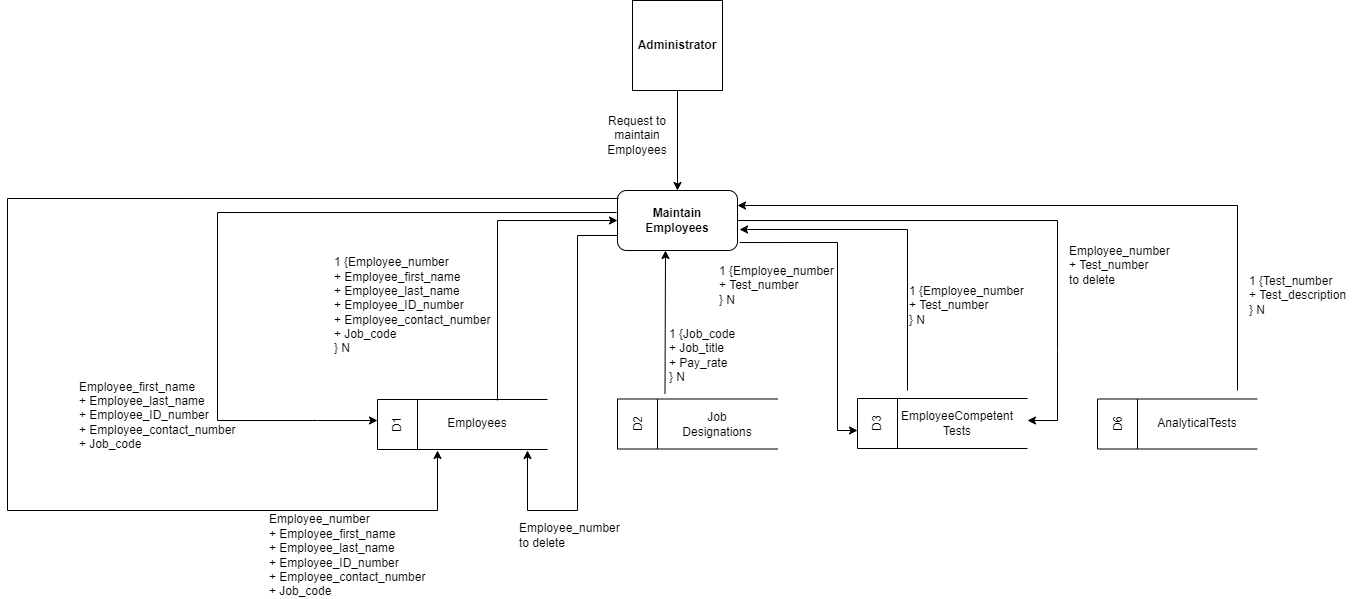 Administrator
Request to
maintain
Employees
Maintain
Employees
1 {Employee_number
+ Employee_first_name
+ Employee_last_name
+ Employee_ID_number
+ Employee_contact_number
+ Job_code
} N
1 {Employee_number
+ Test_number
} N
Employee_number
+ Test_number
to delete
1 {Employee_number
+ Test_number
} N
1 {Test_number
+ Test_description
} N
1 {Job_code
+ Job_title
+ Pay_rate
} N
Employee_first_name
+ Employee_last_name
+ Employee_ID_number
+ Employee_contact_number
+ Job_code
D1
Employees
D2
Job
Designations
D3
EmployeeCompetent
Tests
D6
AnalyticalTests
Employee_number
+ Employee_first_name
+ Employee_last_name
+ Employee_ID_number
+ Employee_contact_number
+ Job_code
Employee_number
to delete